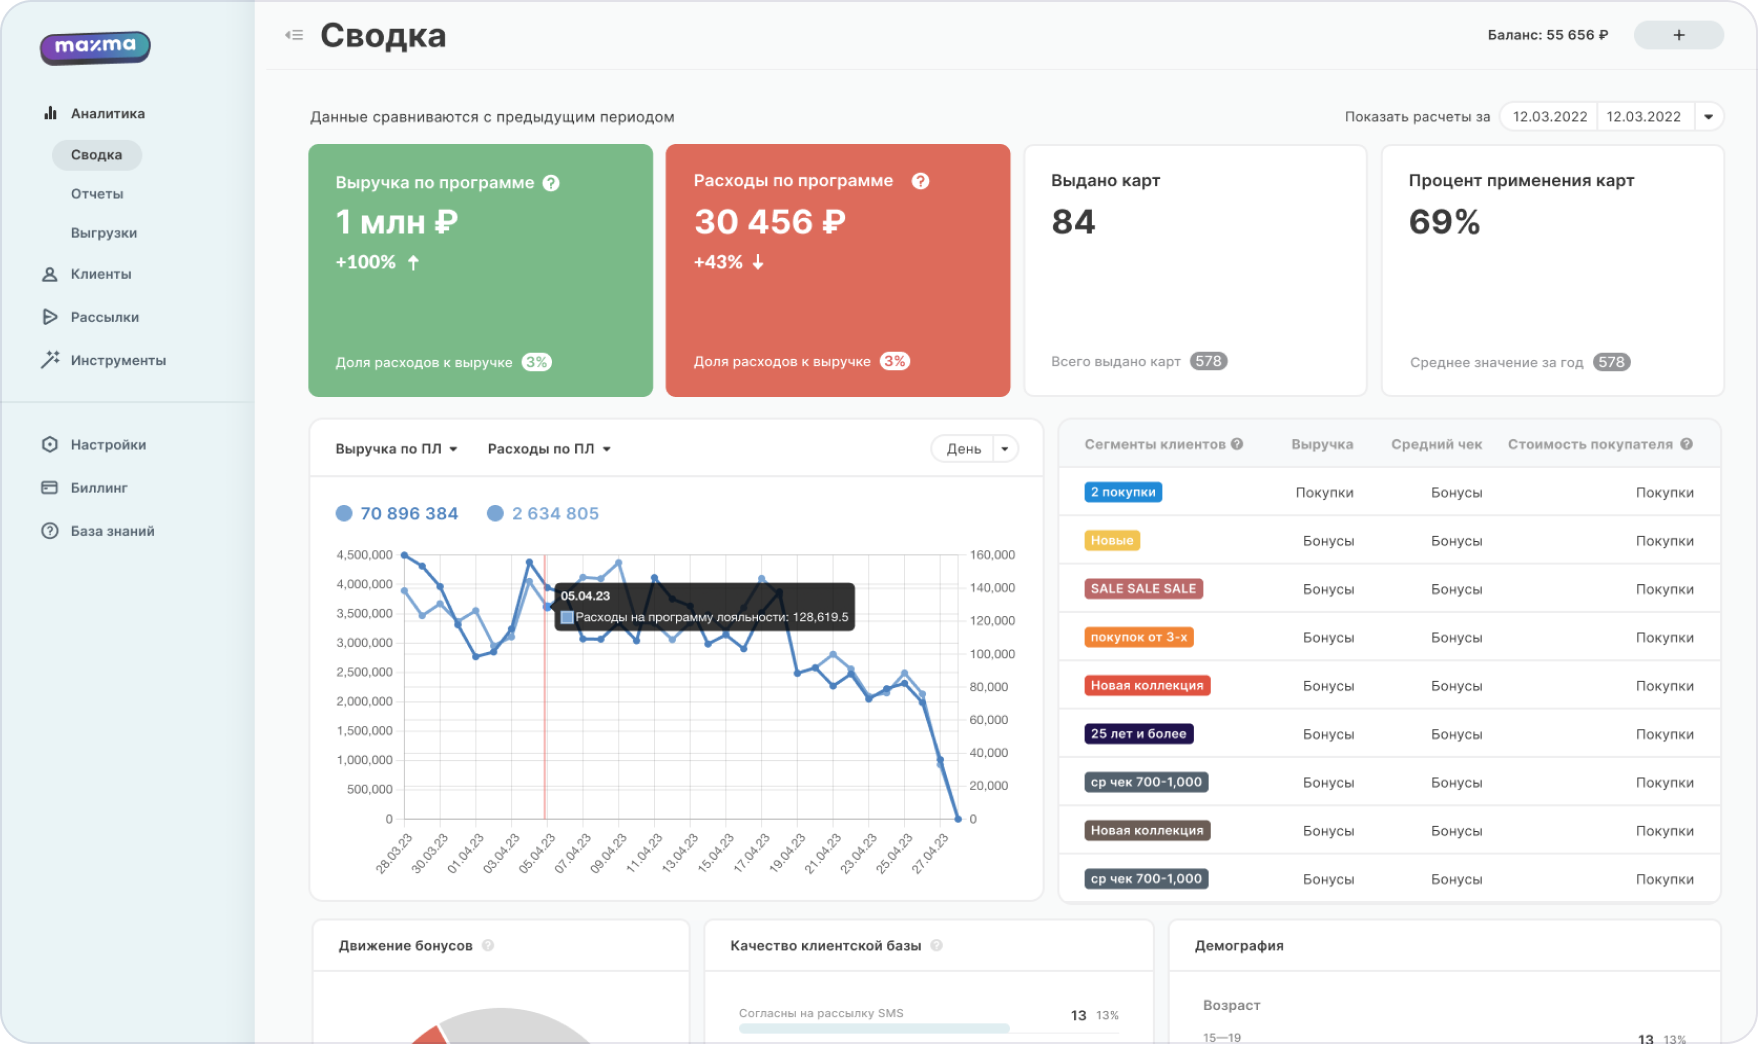 maxma
Аналитика
Сводка
Отчеты
Выгрузки
Клиенты
Рассылки
Инструменты
Настройки
Биллинг
База знаний
Сводка
Баланс: 55 656 ₽
+
Данные сравниваются с предыдущим периодом
Показать расчеты за 12.03.2022 12.03.2022
Выручка по программе ?
1 млн ₽
+100% ↑
Доля расходов к выручке 3%
Расходы по программе ?
30 456 ₽
+43% ↓
Доля расходов к выручке 3%
Выдано карт
84
Всего выдано карт 578
Процент применения карт
69%
Среднее значение за год 578
Выручка по ПЛ Расходы по ПЛ День
70 896 384 2 634 805
4,500,000
4,000,000
3,500,000
3,000,000
2,500,000
2,000,000
1,500,000
1,000,000
500,000
0
160,000
140,000
120,000
100,000
80,000
60,000
40,000
20,000
0
05.04.23
Расходы на программу лояльности: 128,619.5
28.03.23 30.03.23 01.04.23 03.04.23 05.04.23 07.04.23 09.04.23 11.04.23 13.04.23 15.04.23 17.04.23 19.04.23 21.04.23 23.04.23 25.04.23 27.04.23
Сегменты клиентов ? Выручка Средний чек Стоимость покупателя ?
2 покупки Покупки Бонусы Покупки
Новые Бонусы Бонусы Покупки
SALE SALE SALE Бонусы Бонусы Покупки
покупок от 3-х Бонусы Бонусы Покупки
Новая коллекция Бонусы Бонусы Покупки
25 лет и более Бонусы Бонусы Покупки
ср чек 700-1,000 Бонусы Бонусы Покупки
Новая коллекция Бонусы Бонусы Покупки
ср чек 700-1,000 Бонусы Бонусы Покупки
Движение бонусов ?
Качество клиентской базы ?
Согласны на рассылку SMS 13 13%
Демография
Возраст
15—19 13 13%